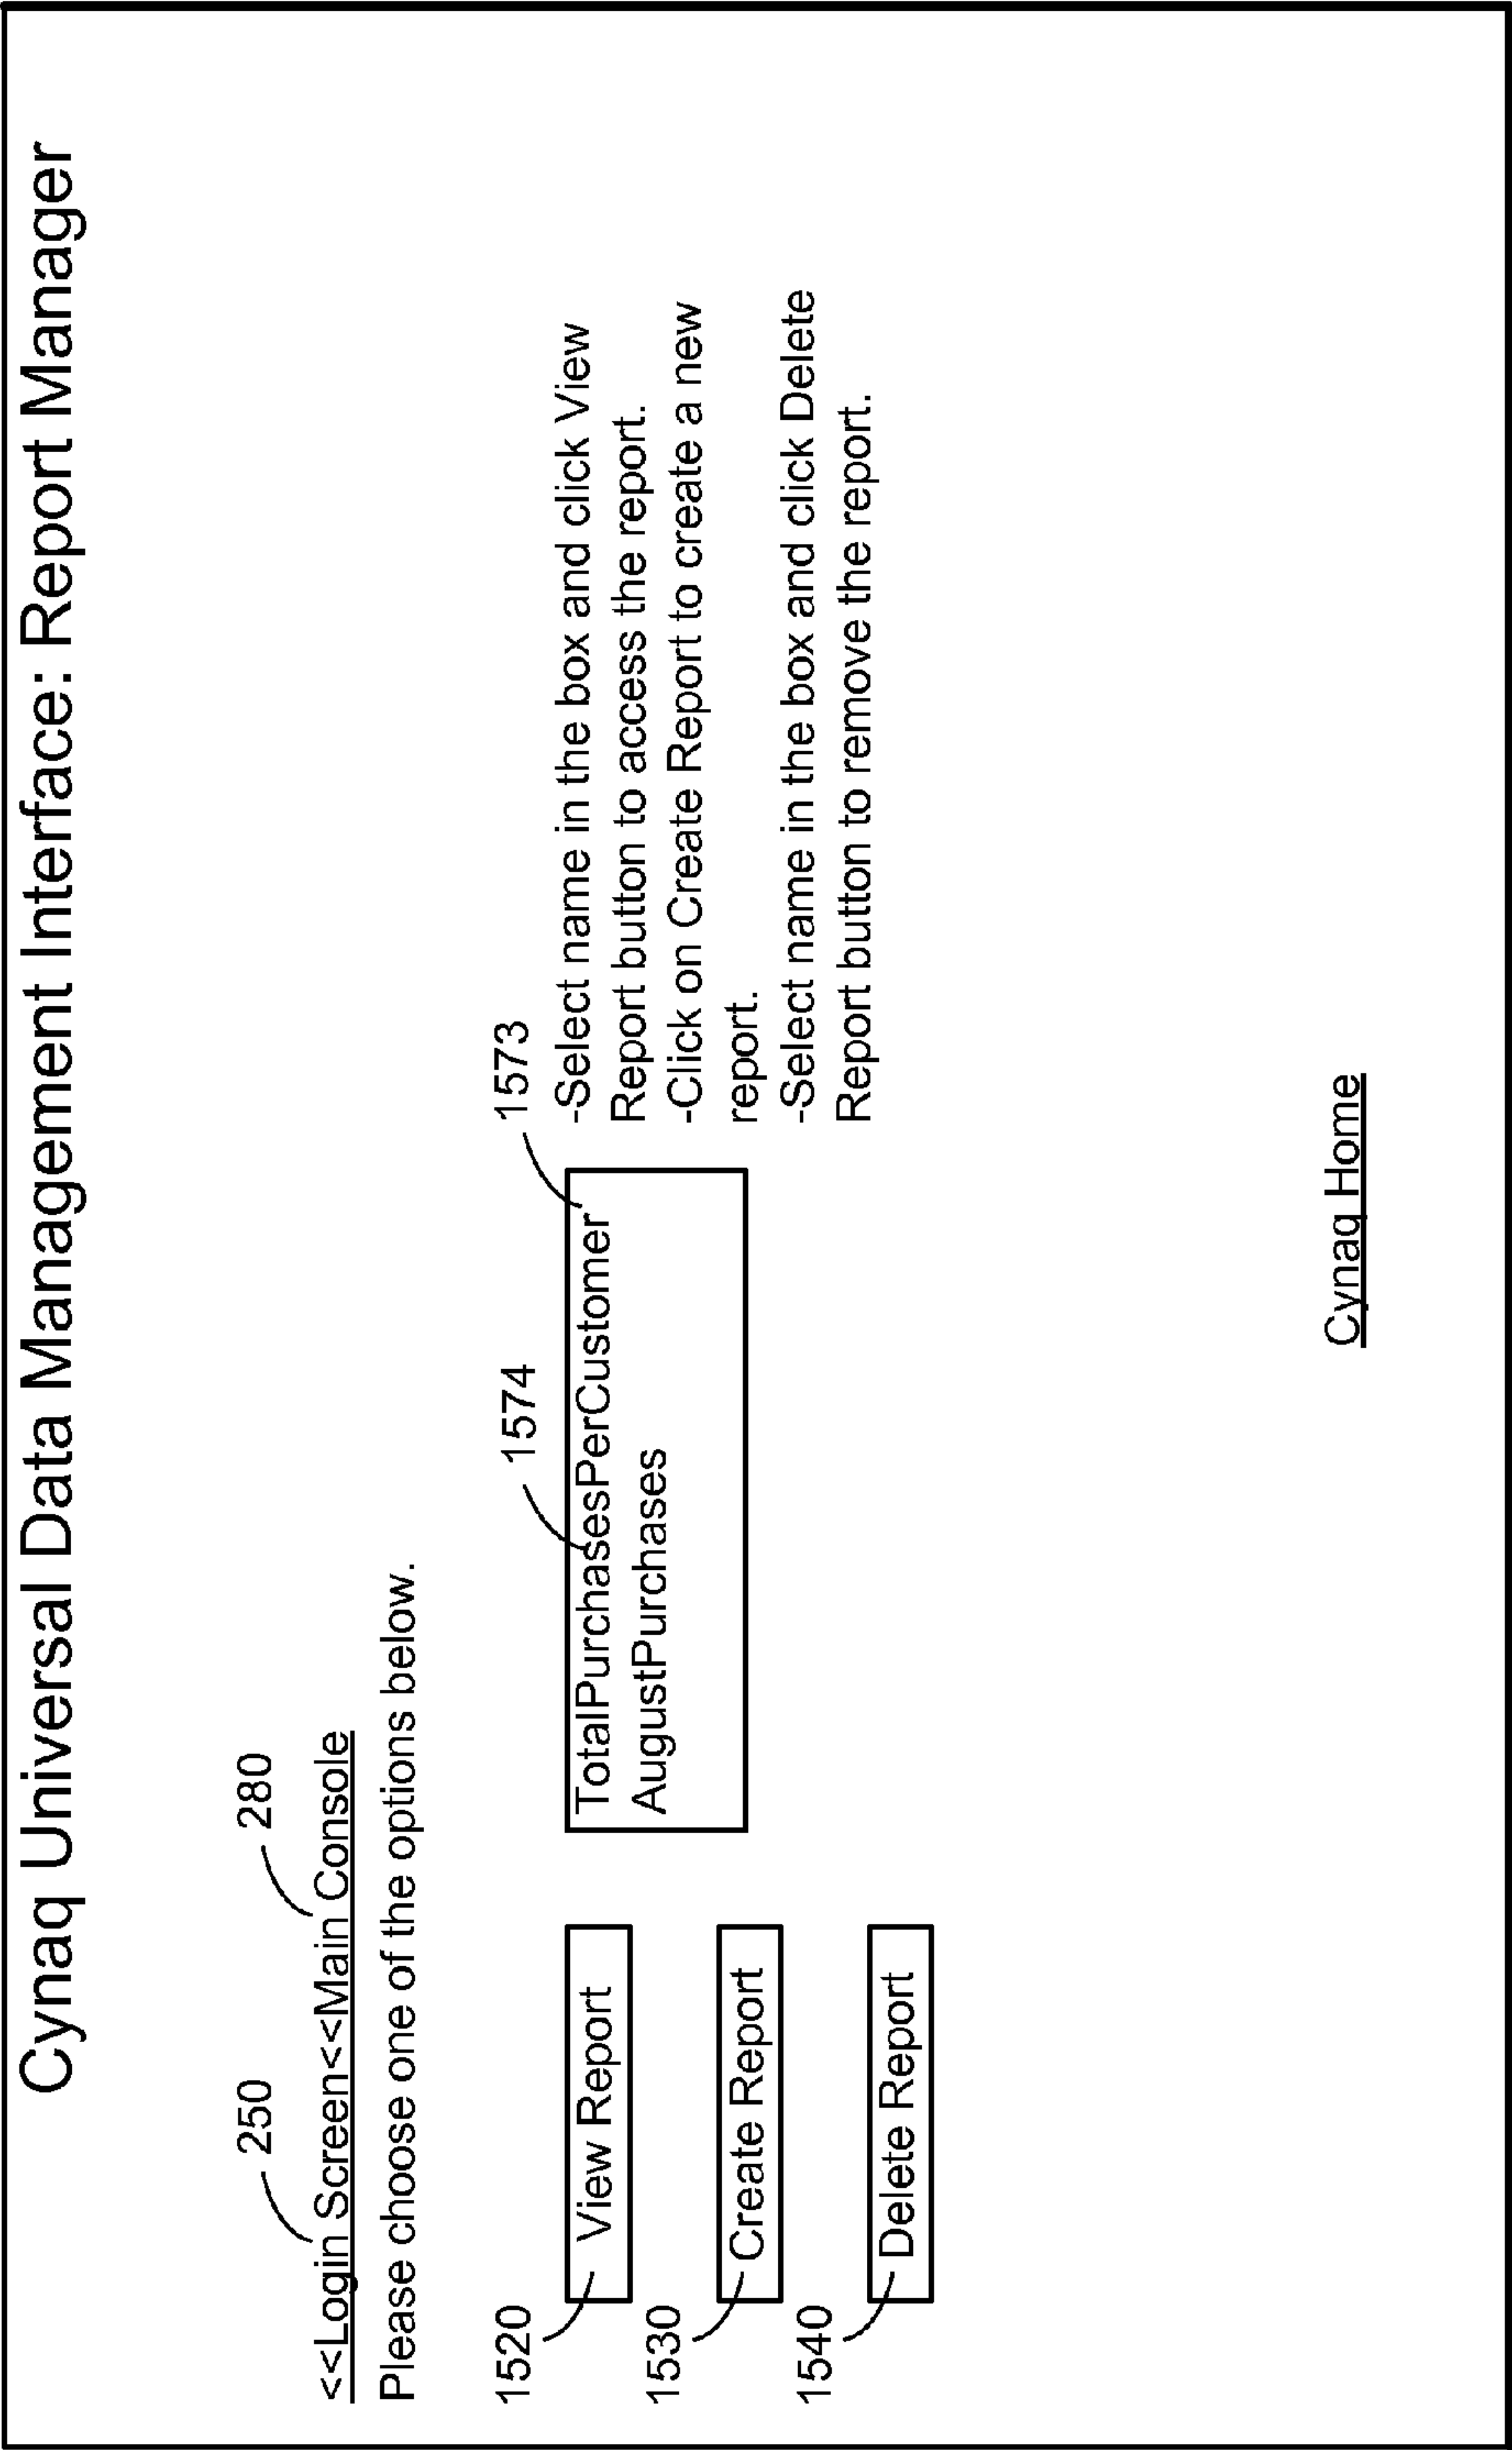 Cynaq Universal Data Management Interface: Report Manager
250
280
<<Login Screen<<Main Console
Please choose one of the options below.
1520
View Report
1530
Create Report
1540
Delete Report
1574
1573
TotalPurchasesPerCustomer
AugustPurchases
-Select name in the box and click View
Report button to access the report.
-Click on Create Report to create a new
report.
-Select name in the box and click Delete
Report button to remove the report.
Cynaq Home